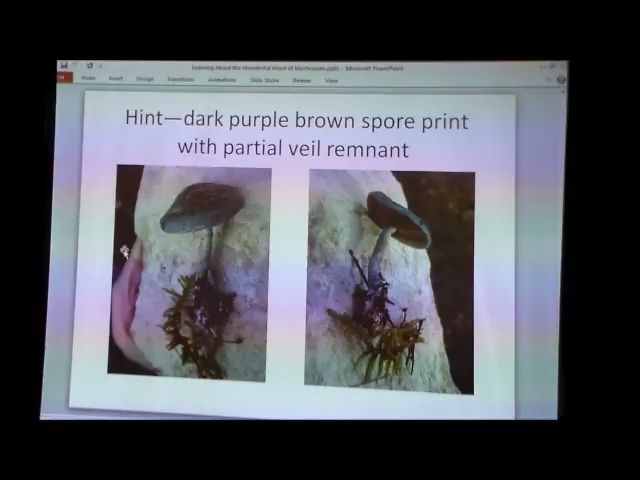 Learning About the Wonderful Word of Mushrooms.pptx - Microsoft PowerPoint
Home Insert Design Transitions Animations Slide Show Review View
Hint—dark purple brown spore print
with partial veil remnant